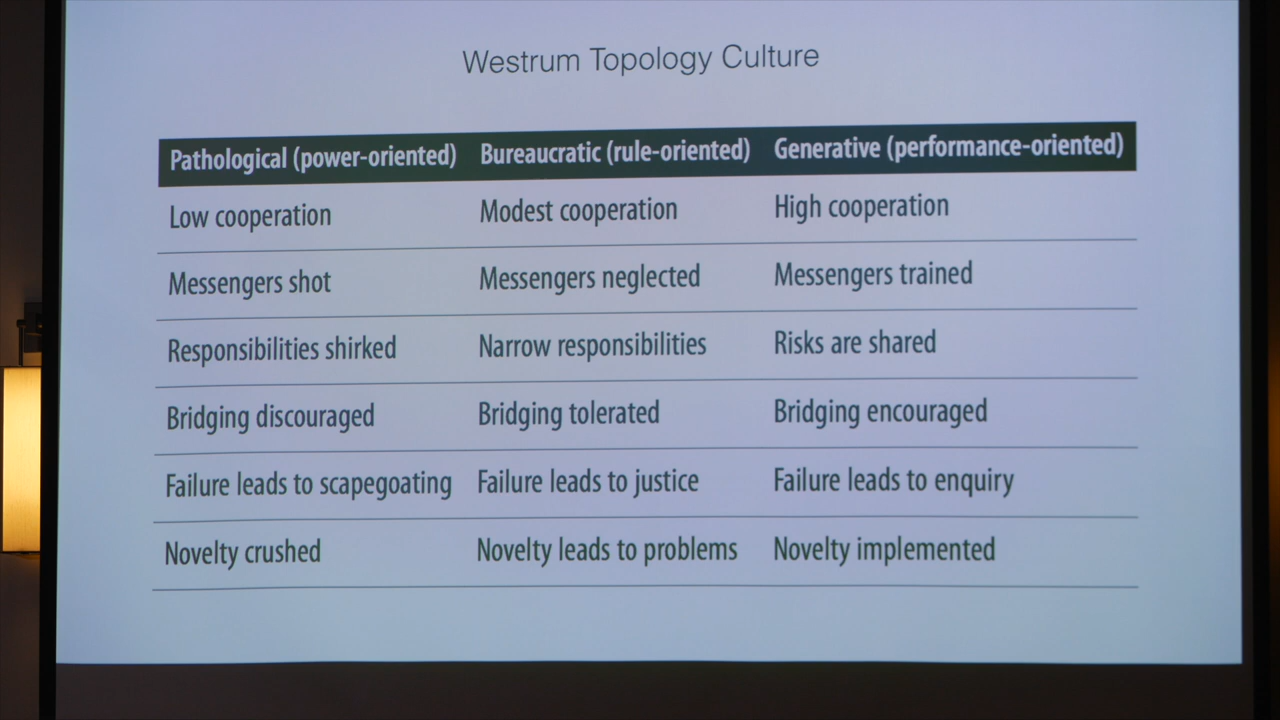 Westrum Topology Culture
Pathological (power-oriented) Bureaucratic (rule-oriented) Generative (performance-oriented)
Low cooperation Modest cooperation High cooperation
Messengers shot Messengers neglected Messengers trained
Responsibilities shirked Narrow responsibilities Risks are shared
Bridging discouraged Bridging tolerated Bridging encouraged
Failure leads to scapegoating Failure leads to justice Failure leads to enquiry
Novelty crushed Novelty leads to problems Novelty implemented